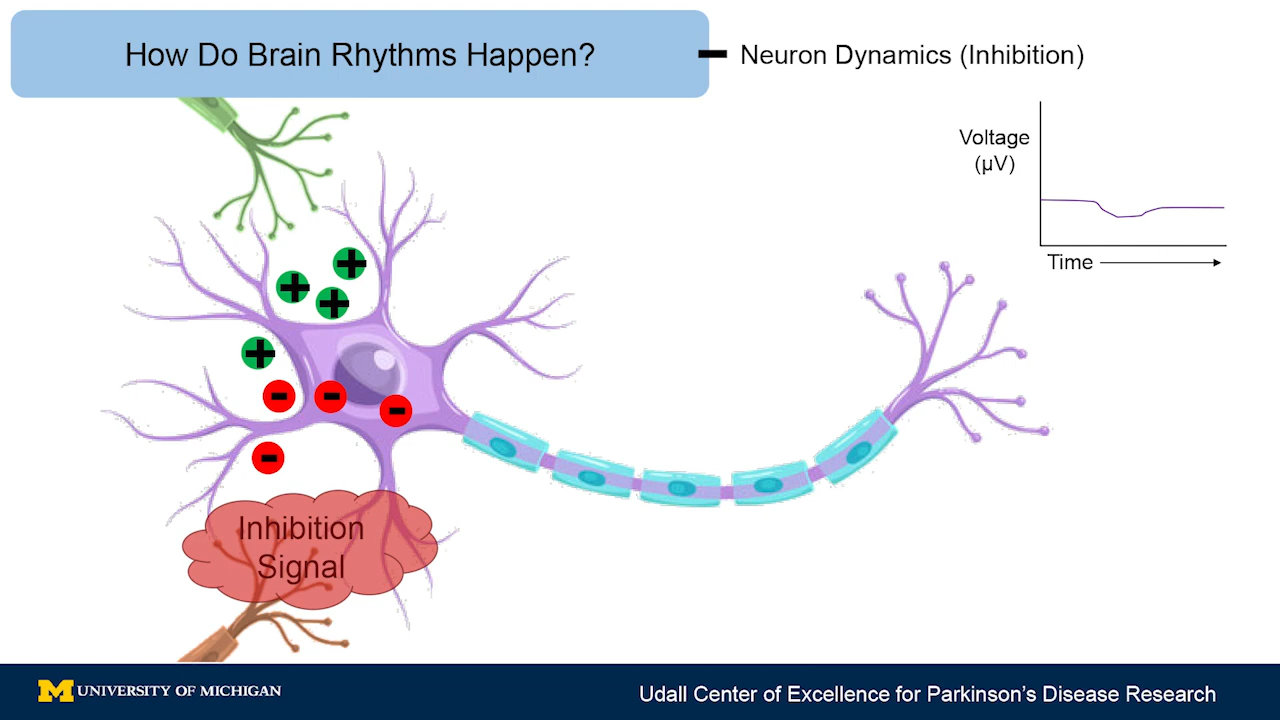 How Do Brain Rhythms Happen?
Neuron Dynamics (Inhibition)
Voltage
(µV)
Time
Inhibition
Signal
M UNIVERSITY OF MICHIGAN
Udall Center of Excellence for Parkinson's Disease Research